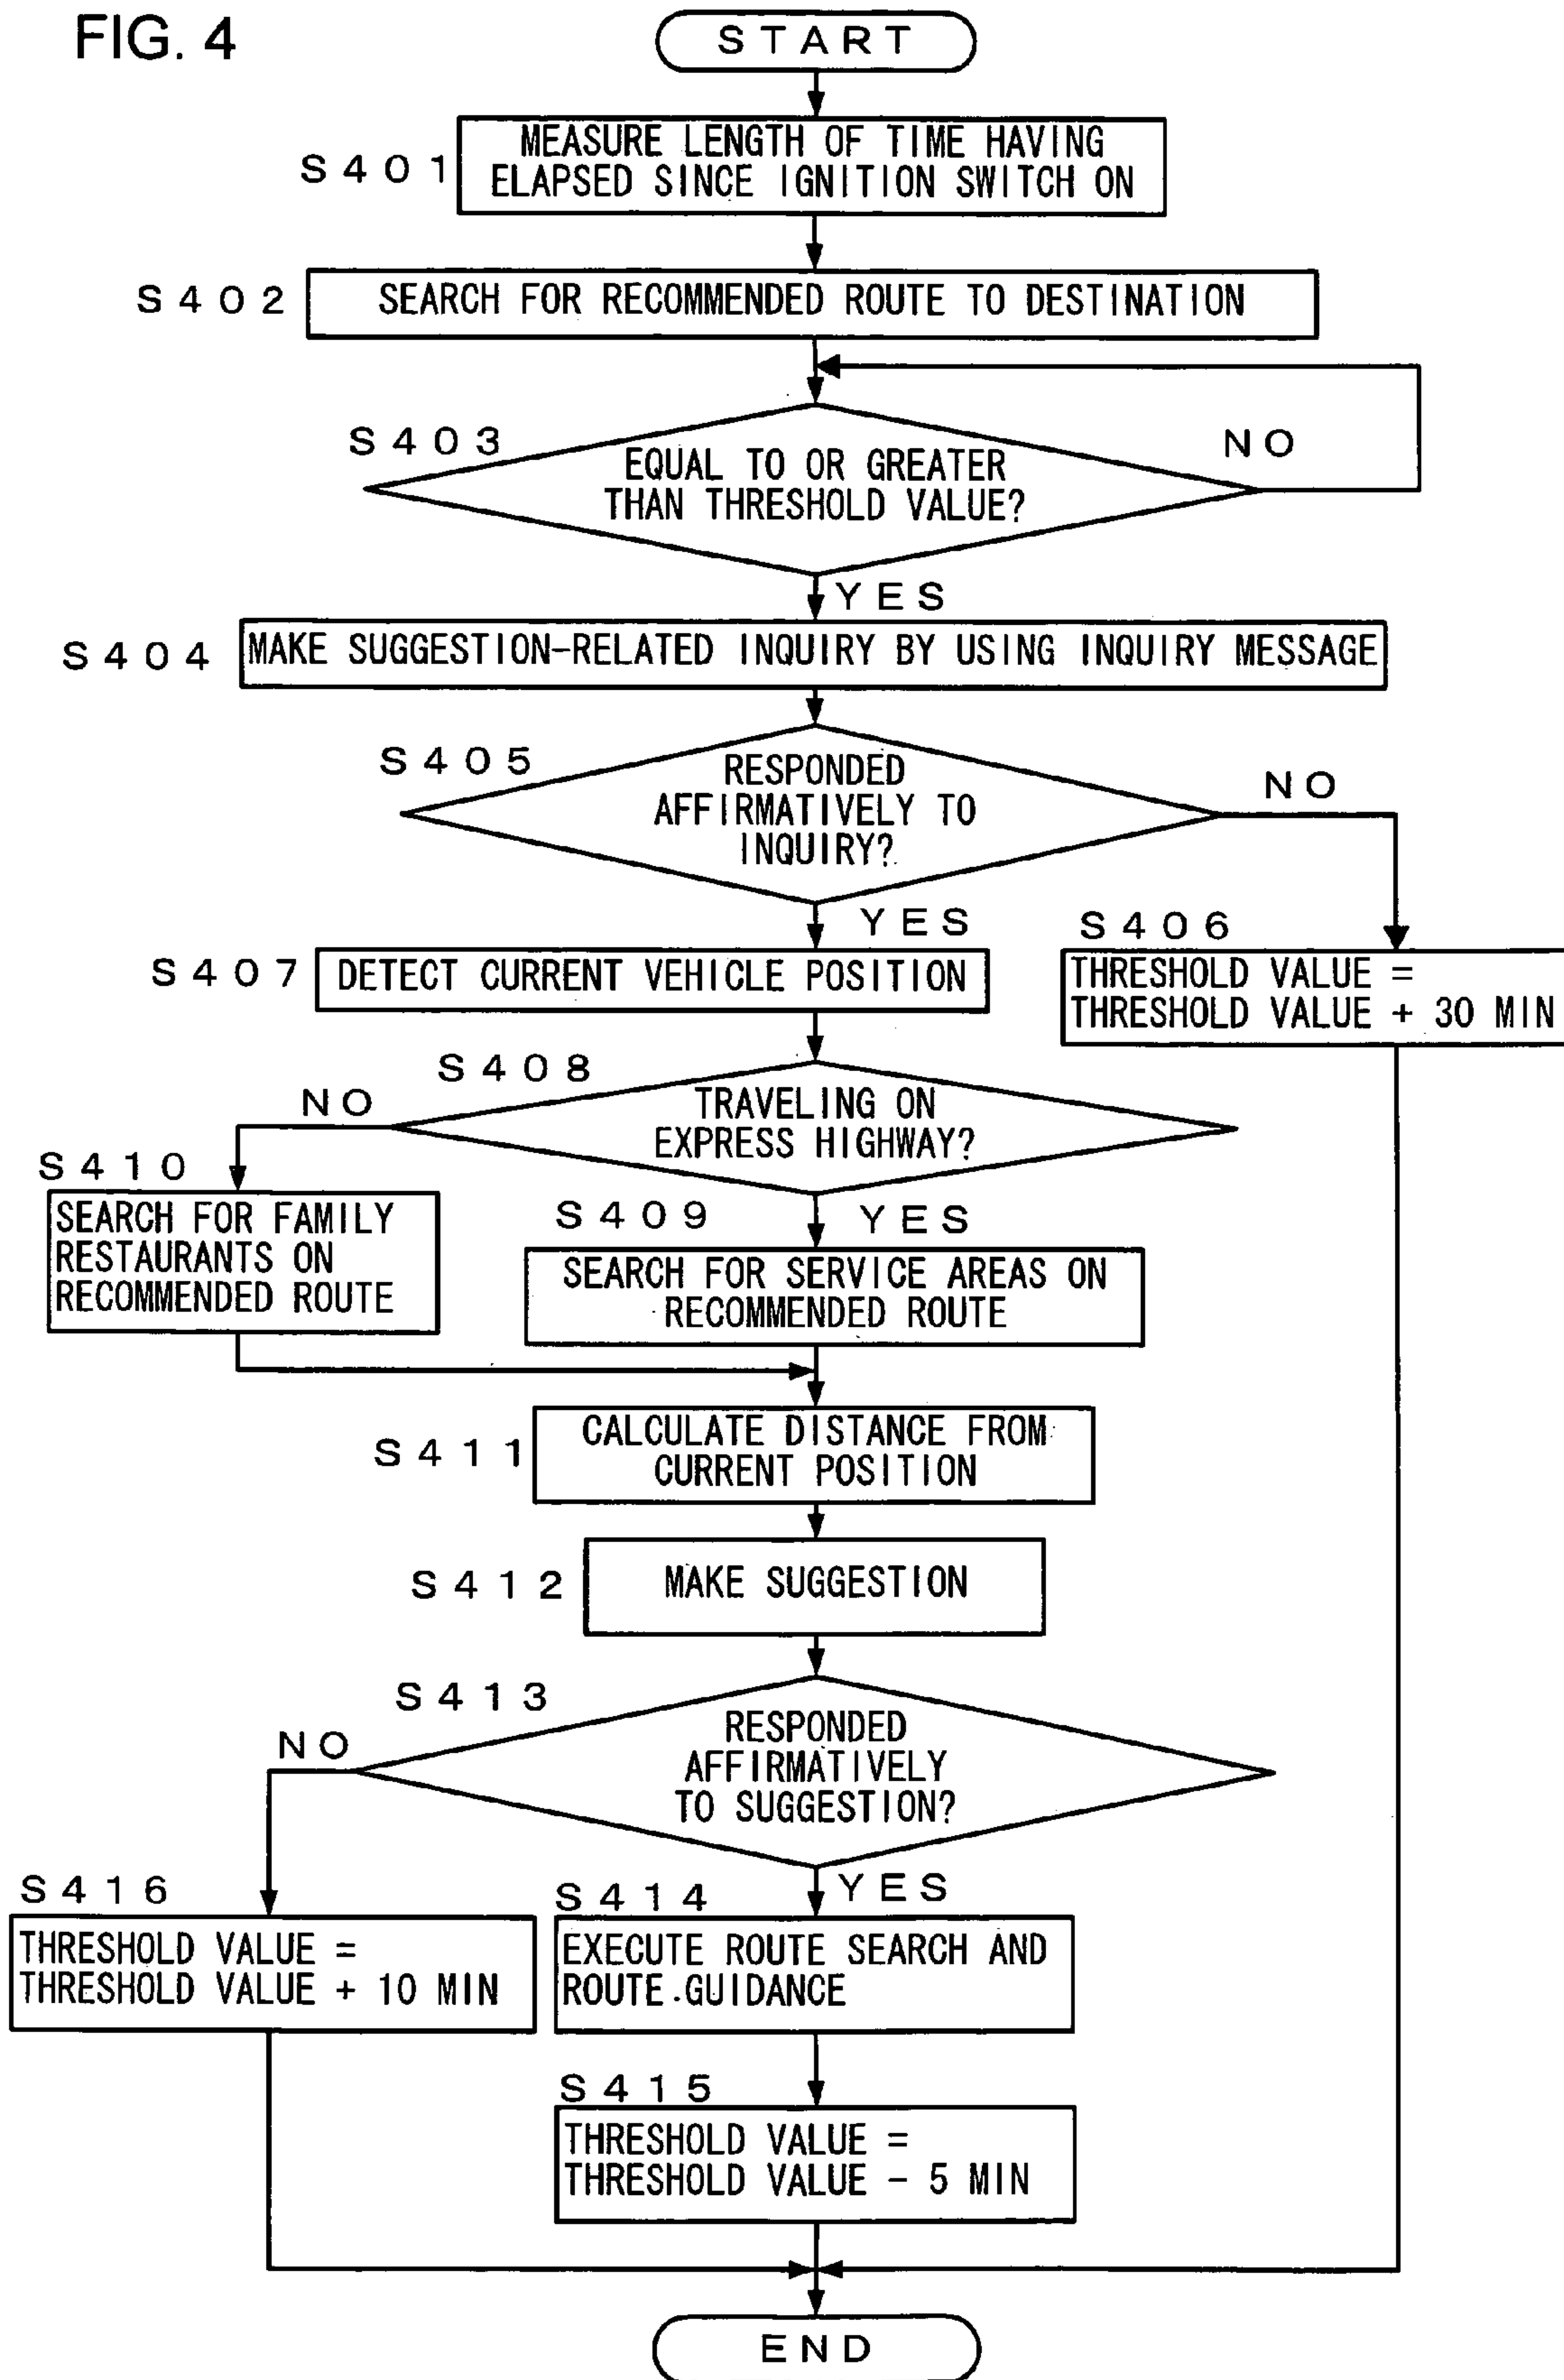 FIG. 4
START
S401
MEASURE LENGTH OF TIME HAVING
ELAPSED SINCE IGNITION SWITCH ON
S402
SEARCH FOR RECOMMENDED ROUTE TO DESTINATION
S403
EQUAL TO OR GREATER
THAN THRESHOLD VALUE?
NO
YES
S404
MAKE SUGGESTION-RELATED INQUIRY BY USING INQUIRY MESSAGE
S405
RESPONDED
AFFIRMATIVELY TO
INQUIRY?
NO
YES
S406
THRESHOLD VALUE =
THRESHOLD VALUE + 30 MIN
S407
DETECT CURRENT VEHICLE POSITION
S408
TRAVELING ON
EXPRESS HIGHWAY?
NO
YES
S410
SEARCH FOR FAMILY
RESTAURANTS ON
RECOMMENDED ROUTE
S409
SEARCH FOR SERVICE AREAS ON
RECOMMENDED ROUTE
S411
CALCULATE DISTANCE FROM
CURRENT POSITION
S412
MAKE SUGGESTION
S413
RESPONDED
AFFIRMATIVELY
TO SUGGESTION?
NO
YES
S416
THRESHOLD VALUE =
THRESHOLD VALUE + 10 MIN
S414
EXECUTE ROUTE SEARCH AND
ROUTE GUIDANCE
S415
THRESHOLD VALUE =
THRESHOLD VALUE - 5 MIN
END